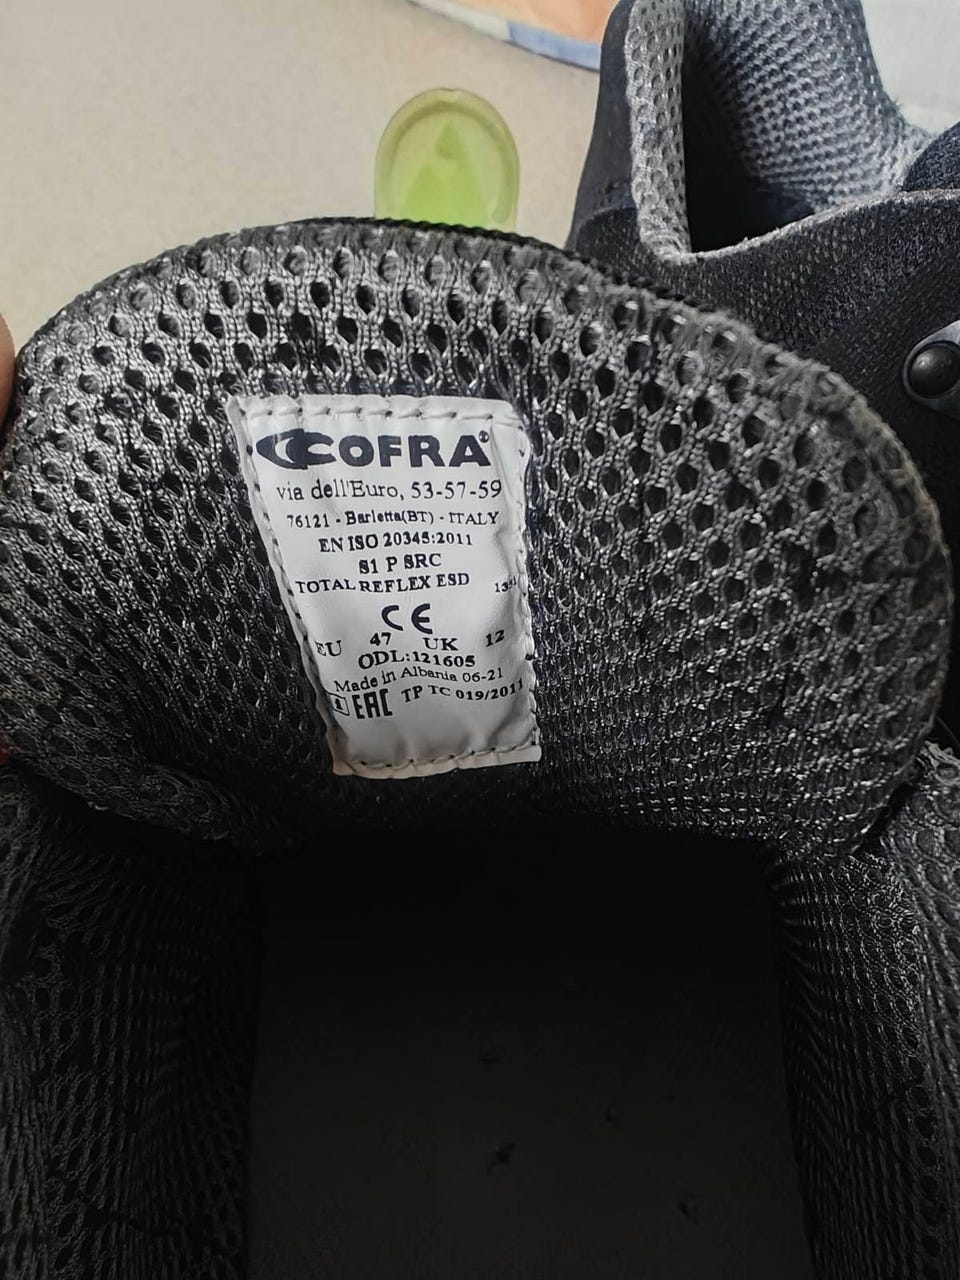 COFRA®
via dell'Euro, 53-57-59
76121 - Barletta(BT) - ITALY
EN ISO 20345:2011
S1 P SRC
TOTAL REFLEX ESD
CE
EU 47 UK 12
ODL:121605
Made in Albania 06-21
EAC TP TC 019/2011